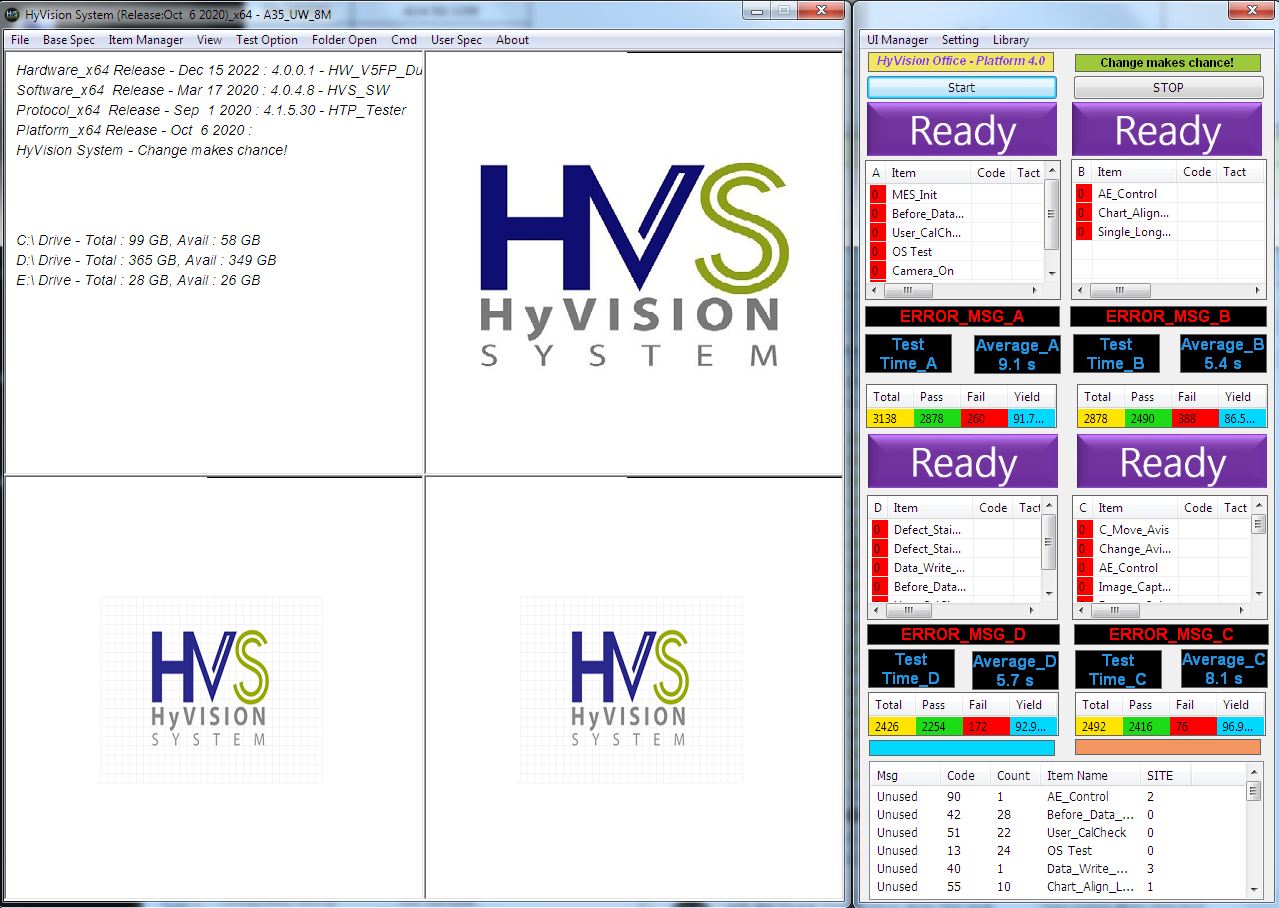 HyVision System (Release:Oct  6 2020)_x64 - A35_UW_8M
File Base Spec Item Manager View Test Option Folder Open Cmd User Spec About
Hardware_x64 Release - Dec 15 2022 : 4.0.0.1 - HW_V5FP_Du
Software_x64  Release - Mar 17 2020 : 4.0.4.8 - HVS_SW
Protocol_x64  Release - Sep  1 2020 : 4.1.5.30 - HTP_Tester
Platform_x64 Release - Oct  6 2020 :
HyVision System - Change makes chance!
C:\ Drive - Total : 99 GB, Avail : 58 GB
D:\ Drive - Total : 365 GB, Avail : 349 GB
E:\ Drive - Total : 28 GB, Avail : 26 GB
HVS
HyVISION
SYSTEM
HVS
HyVISION
SYSTEM
HVS
HyVISION
SYSTEM
UI Manager Setting Library
HyVision Office - Platform 4.0 Change makes chance!
Start STOP
Ready Ready
A Item Code Tact
0 MES_Init
0 Before_Data...
0 User_CalCh...
0 OS Test
0 Camera_On
B Item Code Tact
0 AE_Control
0 Chart_Align...
0 Single_Long...
ERROR_MSG_A ERROR_MSG_B
Test Time_A
Average_A 9.1 s
Test Time_B
Average_B 5.4 s
Total Pass Fail Yield
3138 2878 260 91.7...
Total Pass Fail Yield
2878 2490 388 86.5...
Ready Ready
D Item Code Tact
0 Defect_Stai...
0 Defect_Stai...
0 Data_Write_...
0 Before_Data...
C Item Code Tact
0 C_Move_Avis
0 Change_Avi...
0 AE_Control
0 Image_Capt...
ERROR_MSG_D ERROR_MSG_C
Test Time_D
Average_D 5.7 s
Test Time_C
Average_C 8.1 s
Total Pass Fail Yield
2426 2254 172 92.9...
Total Pass Fail Yield
2492 2416 76 96.9...
Msg Code Count Item Name SITE
Unused 90 1 AE_Control 2
Unused 42 28 Before_Data_... 0
Unused 51 22 User_CalCheck 0
Unused 13 24 OS Test 0
Unused 40 1 Data_Write_... 3
Unused 55 10 Chart_Align_L... 1